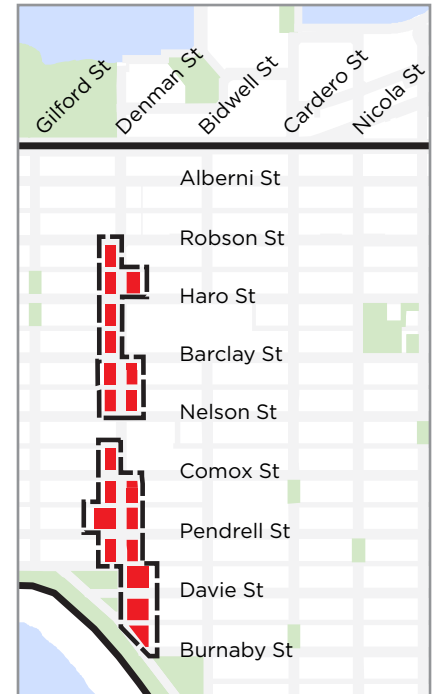 Gilford St
Denman St
Bidwell St
Cardero St
Nicola St
Alberni St
Robson St
Haro St
Barclay St
Nelson St
Comox St
Pendrell St
Davie St
Burnaby St